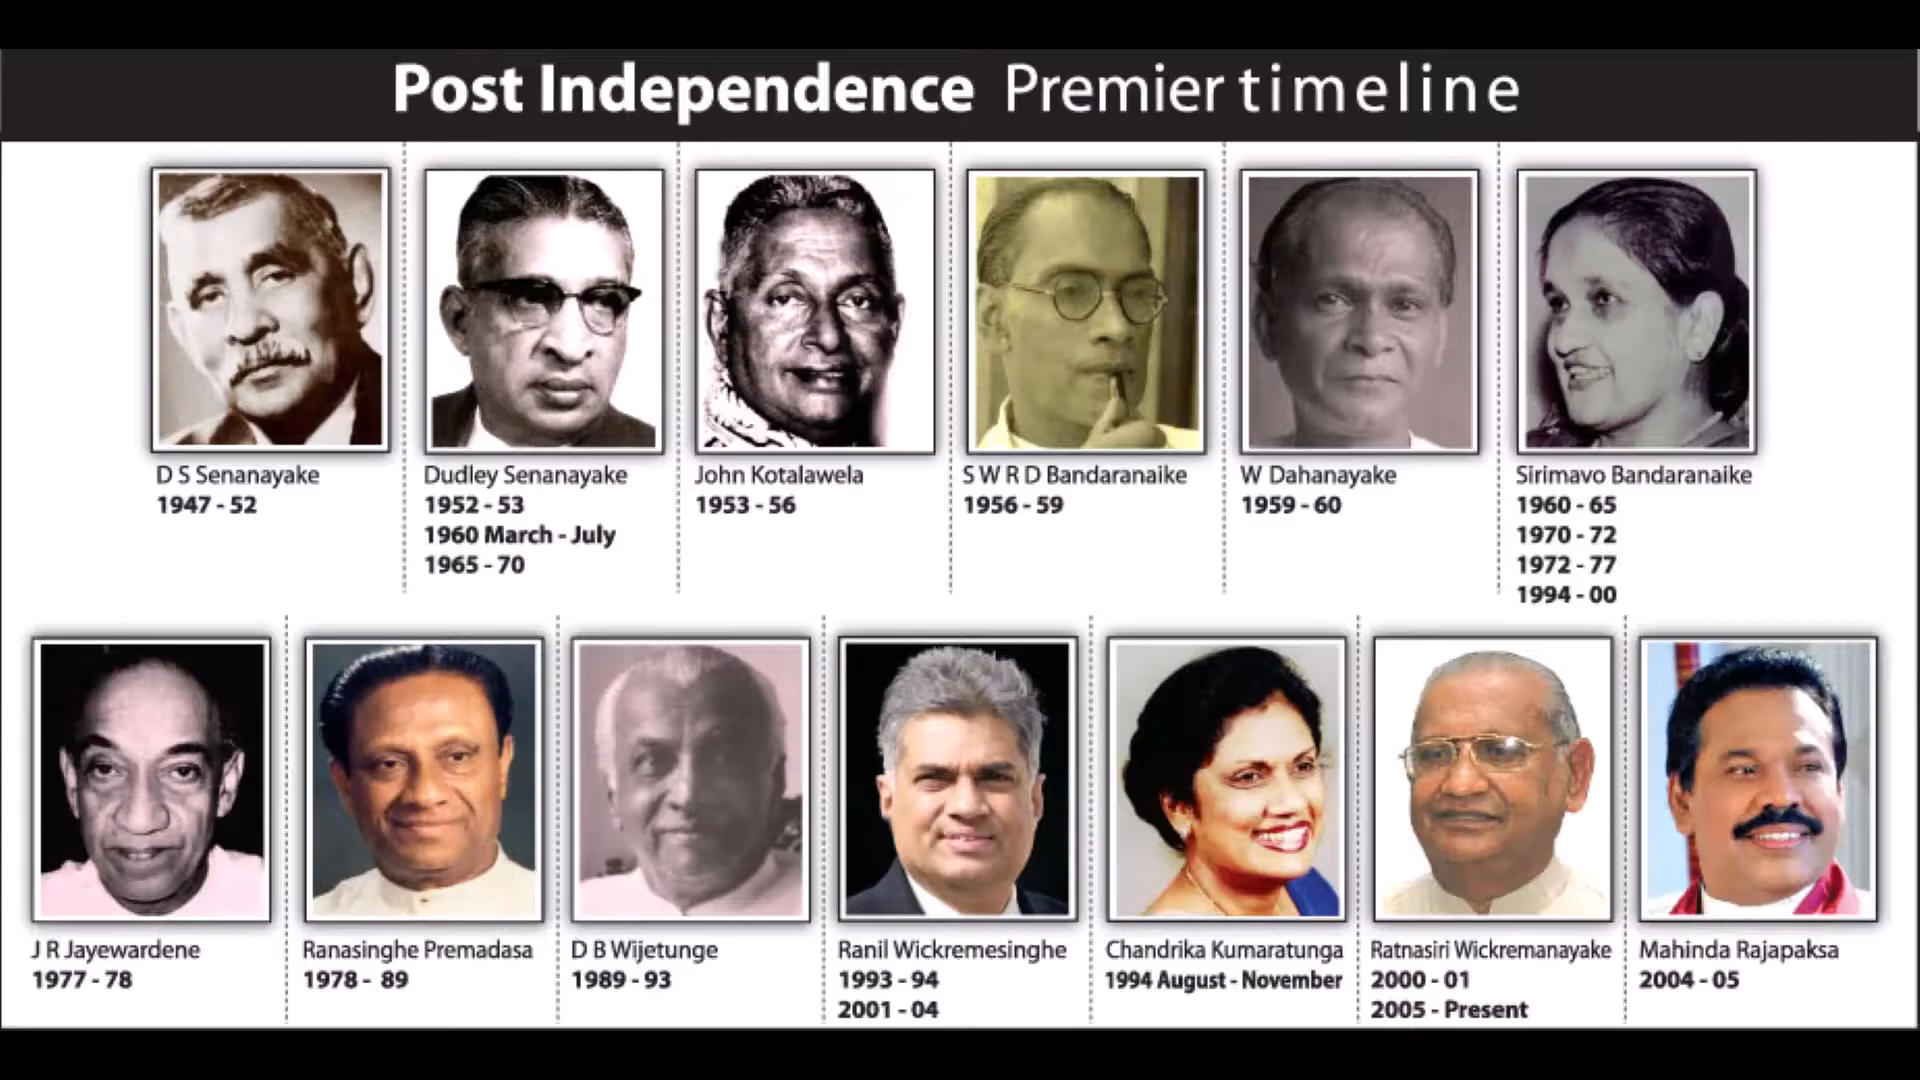 Post Independence Premier timeline
D S Senanayake
1947 - 52
Dudley Senanayake
1952 - 53
1960 March - July
1965 - 70
John Kotalawela
1953 - 56
S W R D Bandaranaike
1956 - 59
W Dahanayake
1959 - 60
Sirimavo Bandaranaike
1960 - 65
1970 - 72
1972 - 77
1994 - 00
J R Jayewardene
1977 - 78
Ranasinghe Premadasa
1978 - 89
D B Wijetunge
1989 - 93
Ranil Wickremesinghe
1993 - 94
2001 - 04
Chandrika Kumaratunga
1994 August - November
Ratnasiri Wickremanayake
2000 - 01
2005 - Present
Mahinda Rajapaksa
2004 - 05